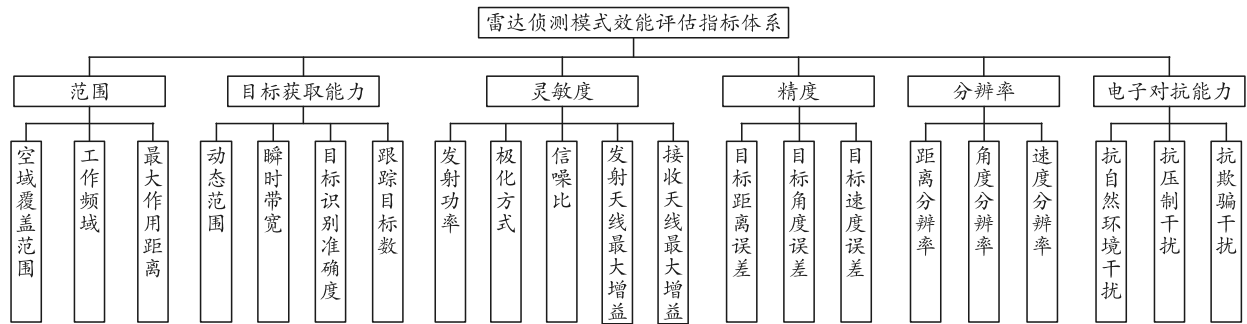 雷达侦测模式效能评估指标体系
范围
目标获取能力
灵敏度
精度
分辨率
电子对抗能力
空域覆盖范围
工作频域
最大作用距离
动态范围
瞬时带宽
目标识别准确度
跟踪目标数
发射功率
极化方式
信噪比
发射天线最大增益
接收天线最大增益
目标距离误差
目标角度误差
目标速度误差
距离分辨率
角度分辨率
速度分辨率
抗自然环境干扰
抗压制干扰
抗欺骗干扰